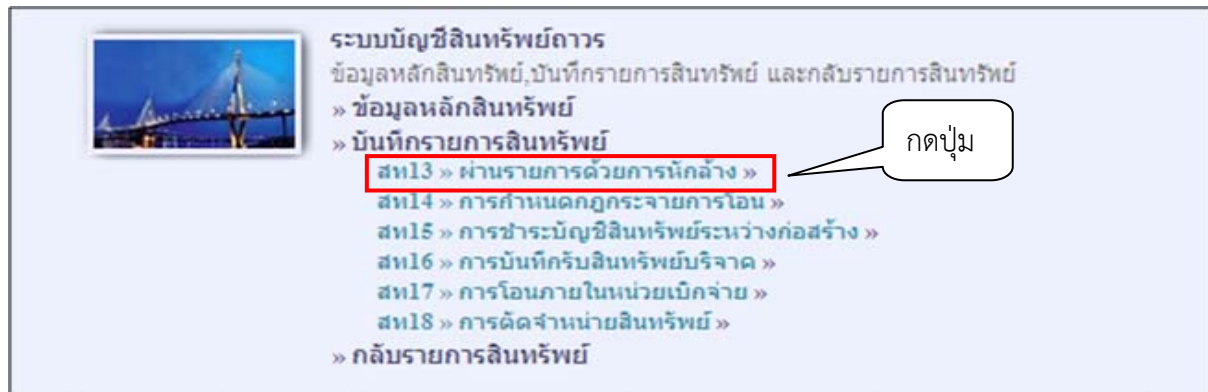 ระบบบัญชีสินทรัพย์ถาวร
ข้อมูลหลักสินทรัพย์,บันทึกรายการสินทรัพย์ และกลับรายการสินทรัพย์
» ข้อมูลหลักสินทรัพย์
» บันทึกรายการสินทรัพย์
กดปุ่ม
สท13 » ผ่านรายการด้วยการหักล้าง »
สท14 » การกำหนดกฎกระจายการโอน »
สท15 » การชำระบัญชีสินทรัพย์ระหว่างก่อสร้าง »
สท16 » การบันทึกรับสินทรัพย์บริจาค »
สท17 » การโอนภายในหน่วยเบิกจ่าย »
สท18 » การตัดจำหน่ายสินทรัพย์ »
» กลับรายการสินทรัพย์